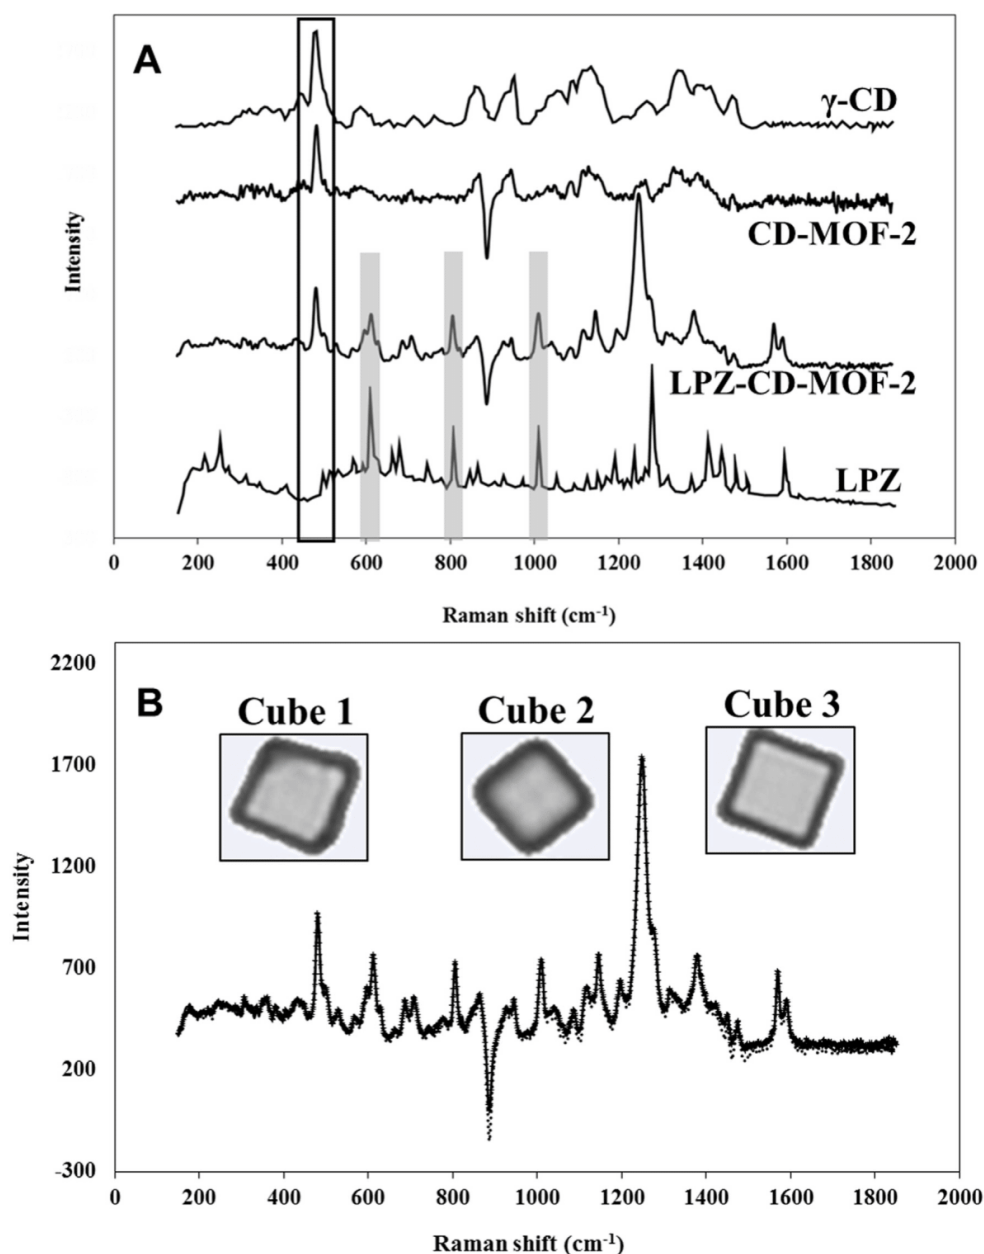 A
γ-CD
CD-MOF-2
LPZ-CD-MOF-2
LPZ
Intensity
0 200 400 600 800 1000 1200 1400 1600 1800 2000
Raman shift (cm⁻¹)
B
Cube 1 Cube 2 Cube 3
2200
1700
1200
700
200
-300
Intensity
0 200 400 600 800 1000 1200 1400 1600 1800 2000
Raman shift (cm⁻¹)